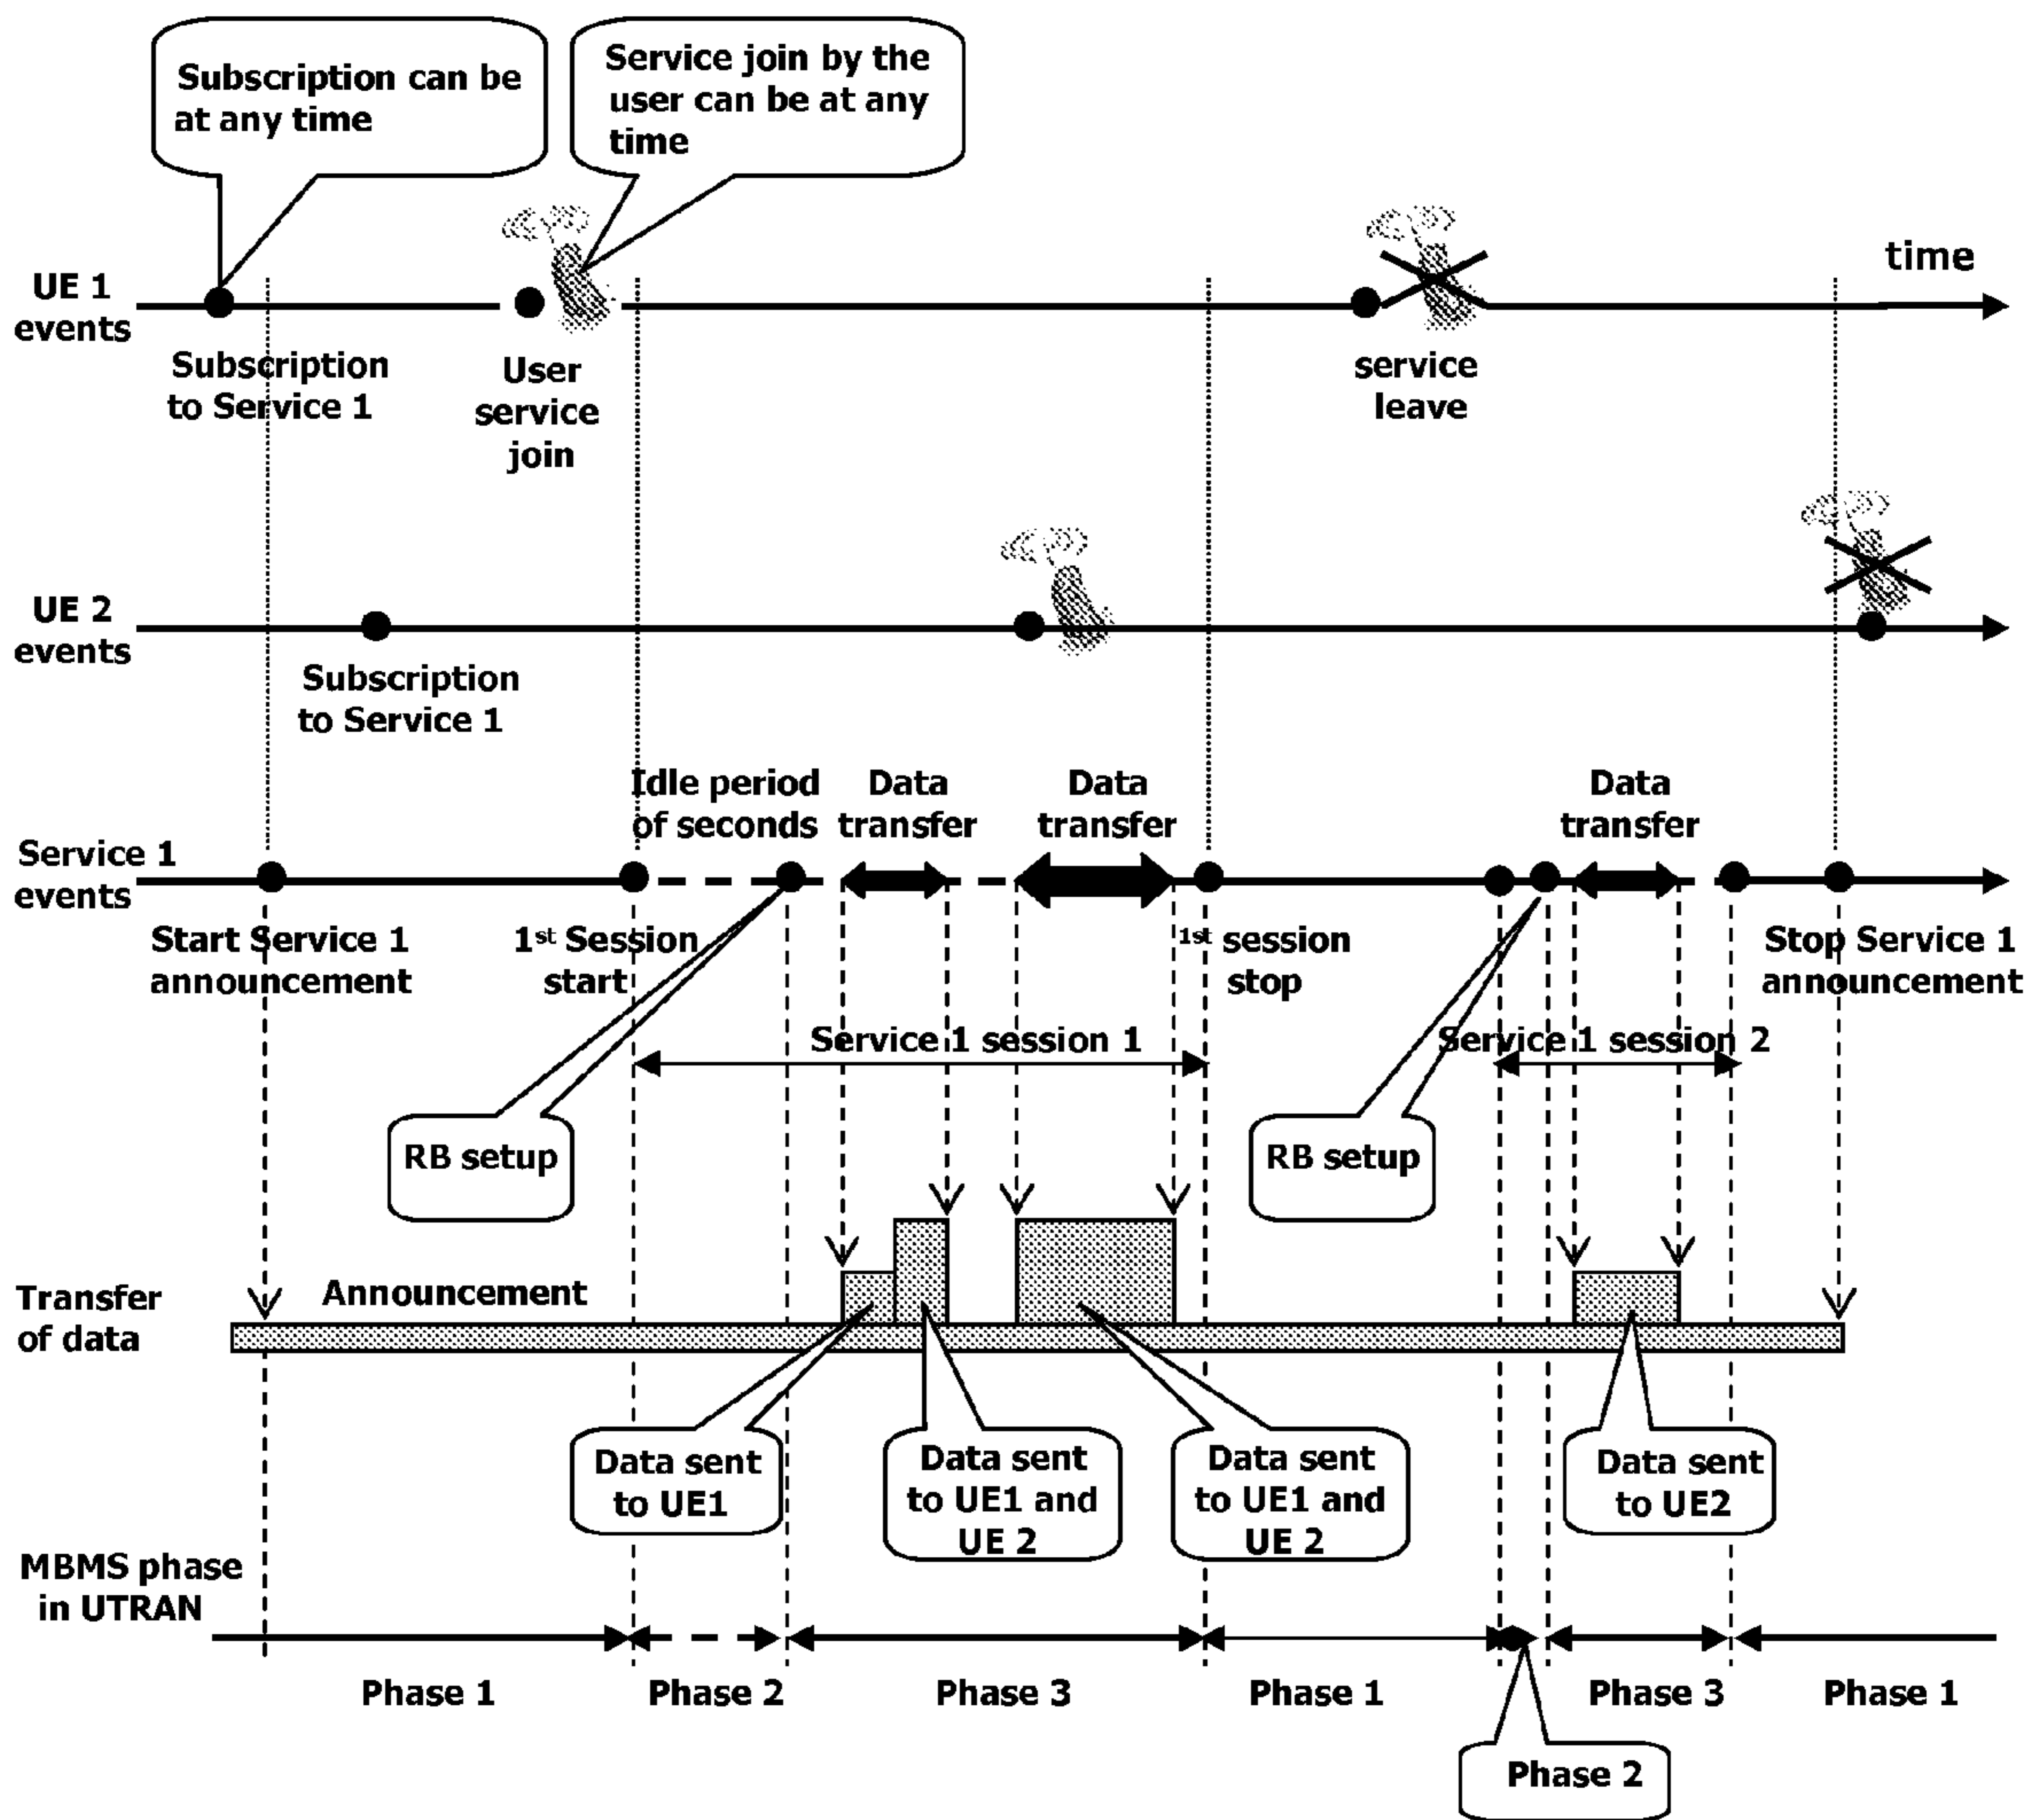 Subscription can be
at any time
Service join by the
user can be at any
time
time
UE 1
events
Subscription
to Service 1
User
service
join
service
leave
UE 2
events
Subscription
to Service 1
Idle period
of seconds
Data
transfer
Data
transfer
Data
transfer
Service 1
events
Start Service 1
announcement
1st Session
start
1st session
stop
Stop Service 1
announcement
Service 1 session 1
Service 1 session 2
RB setup
RB setup
Announcement
Transfer
of data
Data sent
to UE1
Data sent
to UE1 and
UE 2
Data sent
to UE1 and
UE 2
Data sent
to UE2
MBMS phase
in UTRAN
Phase 1
Phase 2
Phase 3
Phase 1
Phase 3
Phase 1
Phase 2